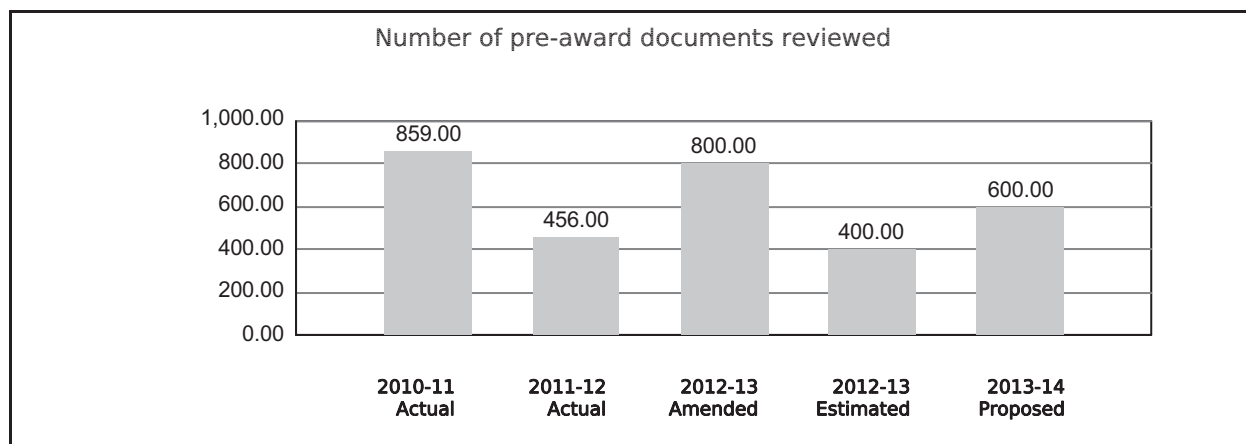 Number of pre-award documents reviewed
1,000.00
800.00
600.00
400.00
200.00
0.00
859.00
456.00
800.00
400.00
600.00
2010-11
Actual
2011-12
Actual
2012-13
Amended
2012-13
Estimated
2013-14
Proposed